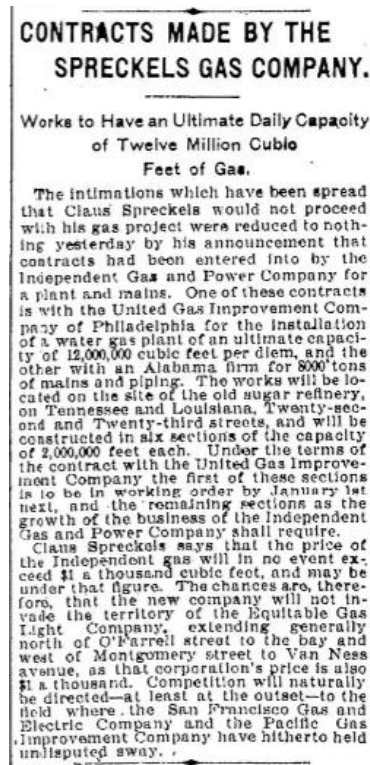 CONTRACTS MADE BY THE
SPRECKELS GAS COMPANY.
Works to Have an Ultimate Daily Capacity
of Twelve Million Cubic
Feet of Gas.
The intimations which have been spread
that Claus Spreckels would not proceed
with his gas project were reduced to noth-
ing yesterday by his announcement that
contracts had been entered into by the
Independent Gas and Power Company for
a plant and mains. One of these contracts
is with the United Gas Improvement Com-
pany of Philadelphia for the installation
of a water gas plant of an ultimate capaci-
ty of 12,000,000 cubic feet per diem, and the
other with an Alabama firm for 8000 tons
of mains and piping. The works will be lo-
cated on the site of the old sugar refinery,
on Tennessee and Louisiana, Twenty-sec-
ond and Twenty-third streets, and will be
constructed in six sections of the capacity
of 2,000,000 feet each. Under the terms of
the contract with the United Gas Improve-
ment Company the first of these sections
is to be in working order by January 1st
next, and the remaining sections as the
growth of the business of the Independent
Gas and Power Company shall require.
Claus Spreckels says that the price of
the Independent gas will in no event ex-
ceed $1 a thousand cubic feet, and may be
under that figure. The chances are, there-
fore, that the new company will not in-
vade the territory of the Equitable Gas
Light Company, extending generally
north of O'Farrell street to the bay and
west of Montgomery street to Van Ness
avenue, as that corporation's price is also
$1 a thousand. Competition will naturally
be directed—at least at the outset—to the
field where the San Francisco Gas and
Electric Company and the Pacific Gas
Improvement Company have hitherto held
undisputed sway.